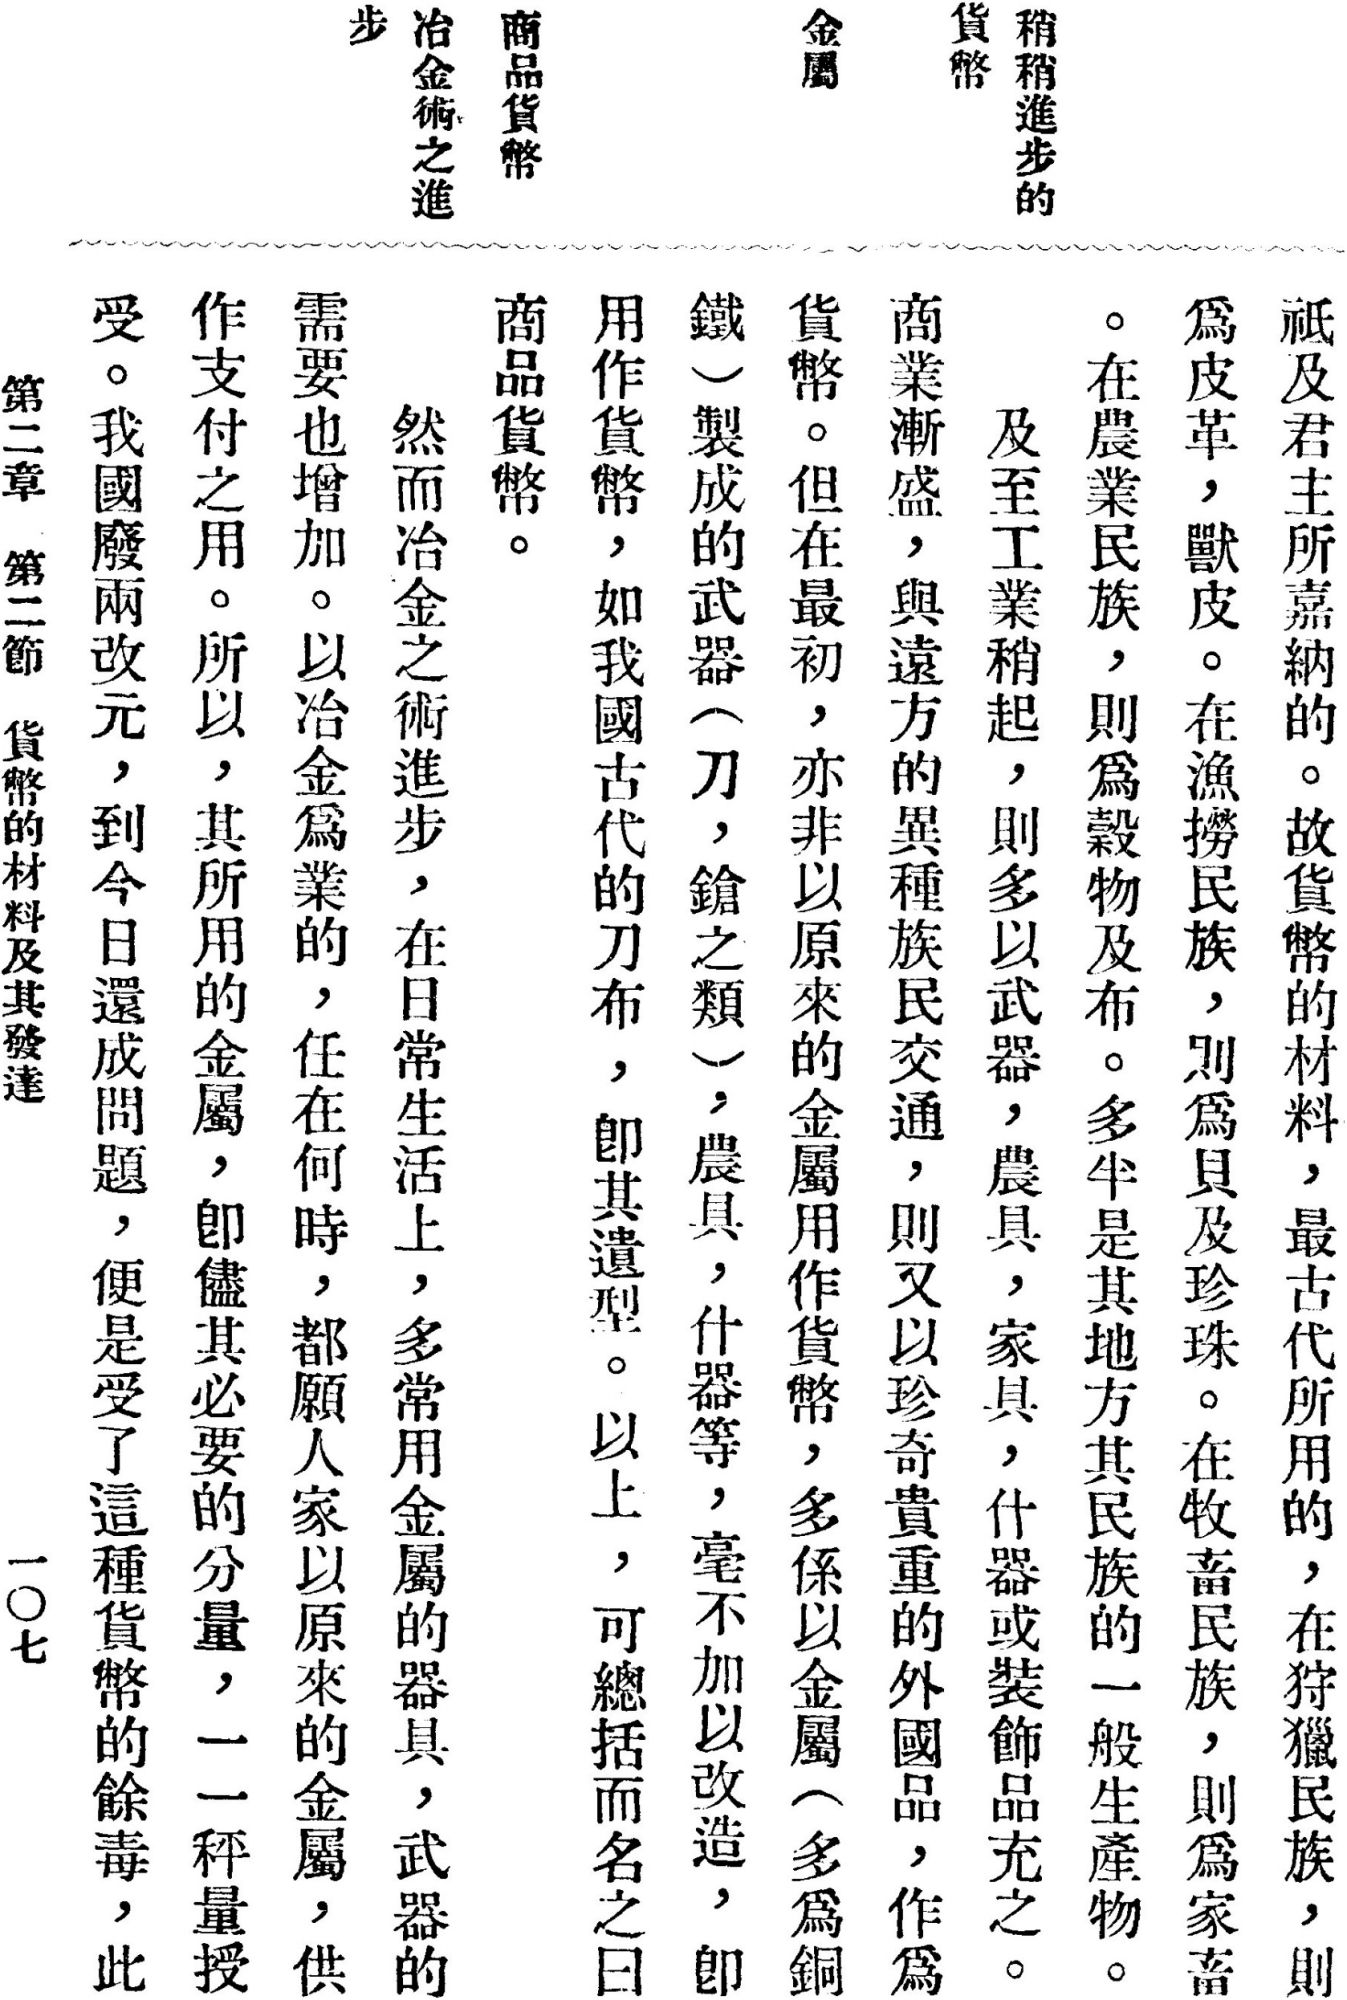 稍稍進步的
貨幣
金屬
商品貨幣
冶金術之進
步
祇及君主所嘉納的。故貨幣的材料，最古代所用的，在狩獵民族，則
爲皮革，獸皮。在漁撈民族，則爲貝及珍珠。在牧畜民族，則爲家畜
。在農業民族，則爲穀物及布。多半是其地方其民族的一般生產物。
及至工業稍起，則多以武器，農具，家具，什器或裝飾品充之。
商業漸盛，與遠方的異種族民交通，則又以珍奇貴重的外國品，作爲
貨幣。但在最初，亦非以原來的金屬用作貨幣，多係以金屬（多爲銅
鐵）製成的武器（刀，鎗之類），農具，什器等，毫不加以改造，卽
用作貨幣，如我國古代的刀布，卽其遺型。以上，可總括而名之曰
商品貨幣。
然而冶金之術進步，在日常生活上，多常用金屬的器具，武器的
需要也增加。以冶金爲業的，任在何時，都願人家以原來的金屬，供
作支付之用。所以，其所用的金屬，卽儘其必要的分量，一一秤量授
受。我國廢兩改元，到今日還成問題，便是受了這種貨幣的餘毒，此
第二章　第二節　貨幣的材料及其發達
一〇七